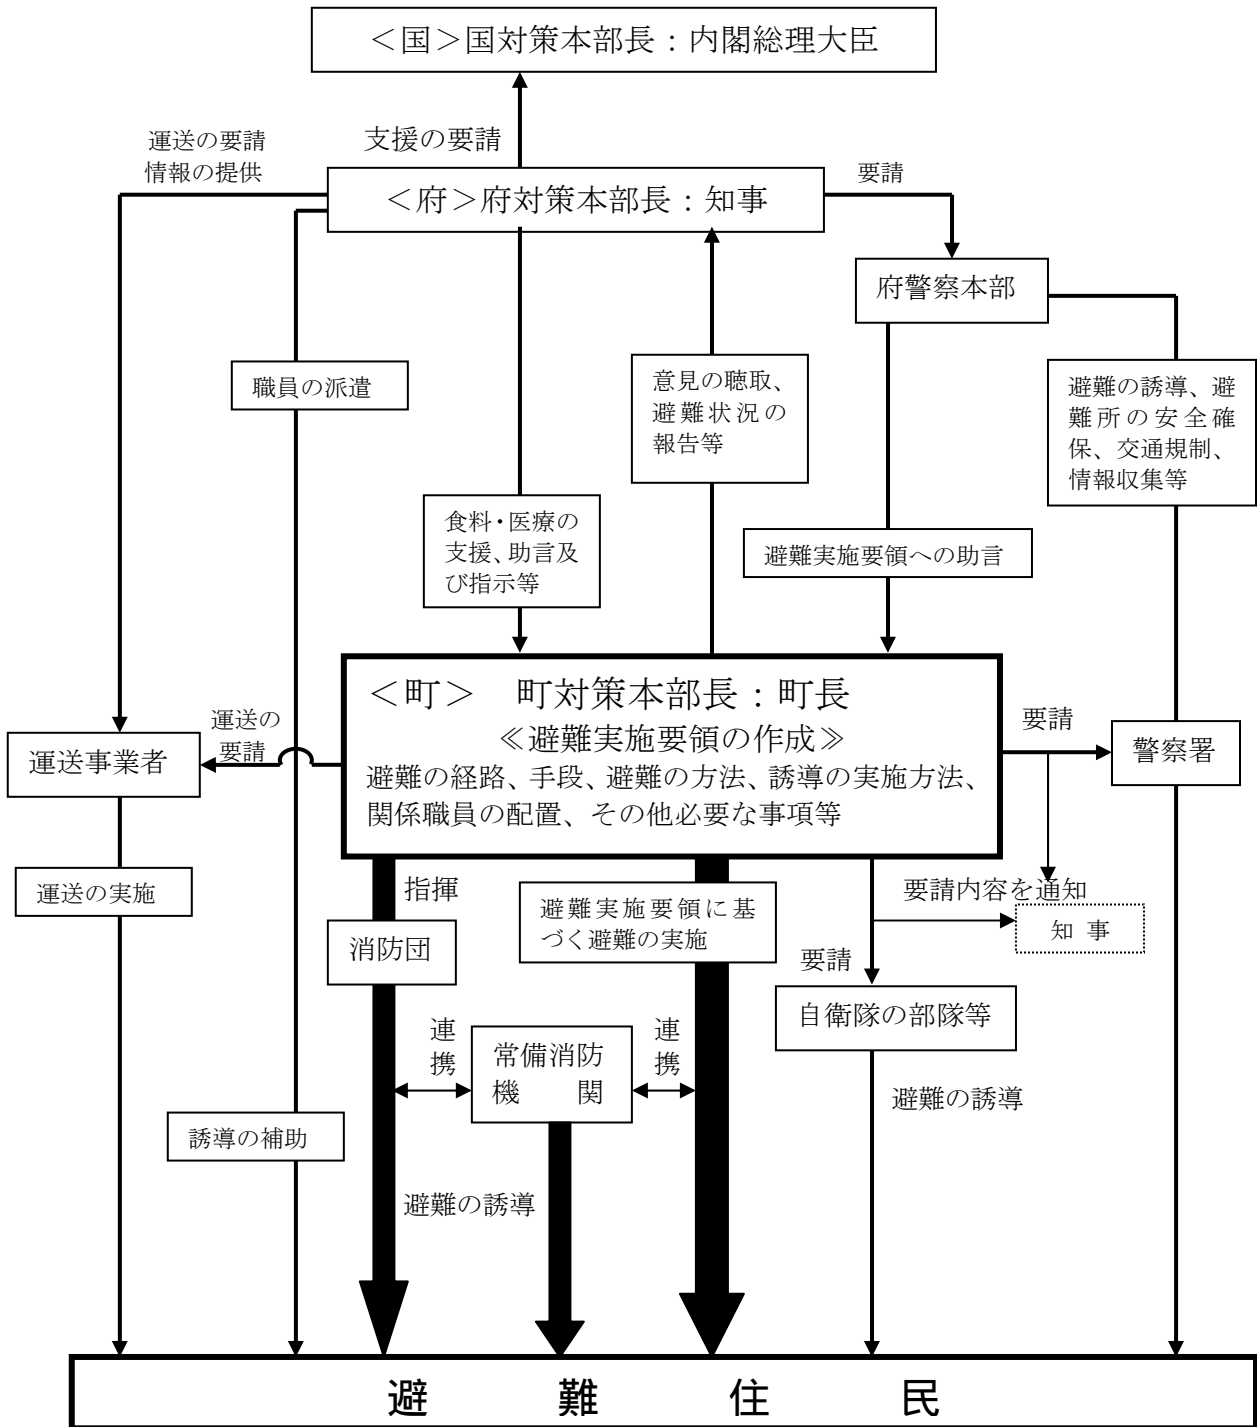 ＜国＞国対策本部長：内閣総理大臣
運送の要請
情報の提供
支援の要請
要請
＜府＞府対策本部長：知事
府警察本部
職員の派遣
意見の聴取、
避難状況の
報告等
避難の誘導、避
難所の安全確
保、交通規制、
情報収集等
食料・医療の
支援、助言及
び指示等
避難実施要領への助言
＜町＞　町対策本部長：町長
≪避難実施要領の作成≫
避難の経路、手段、避難の方法、誘導の実施方法、
関係職員の配置、その他必要な事項等
運送の
要請
要請
運送事業者
警察署
運送の実施
指揮
避難実施要領に基
づく避難の実施
要請内容を通知
知 事
消防団
要請
自衛隊の部隊等
連
携
常備消防
機　　関
連
携
避難の誘導
誘導の補助
避難の誘導
避　難　住　民